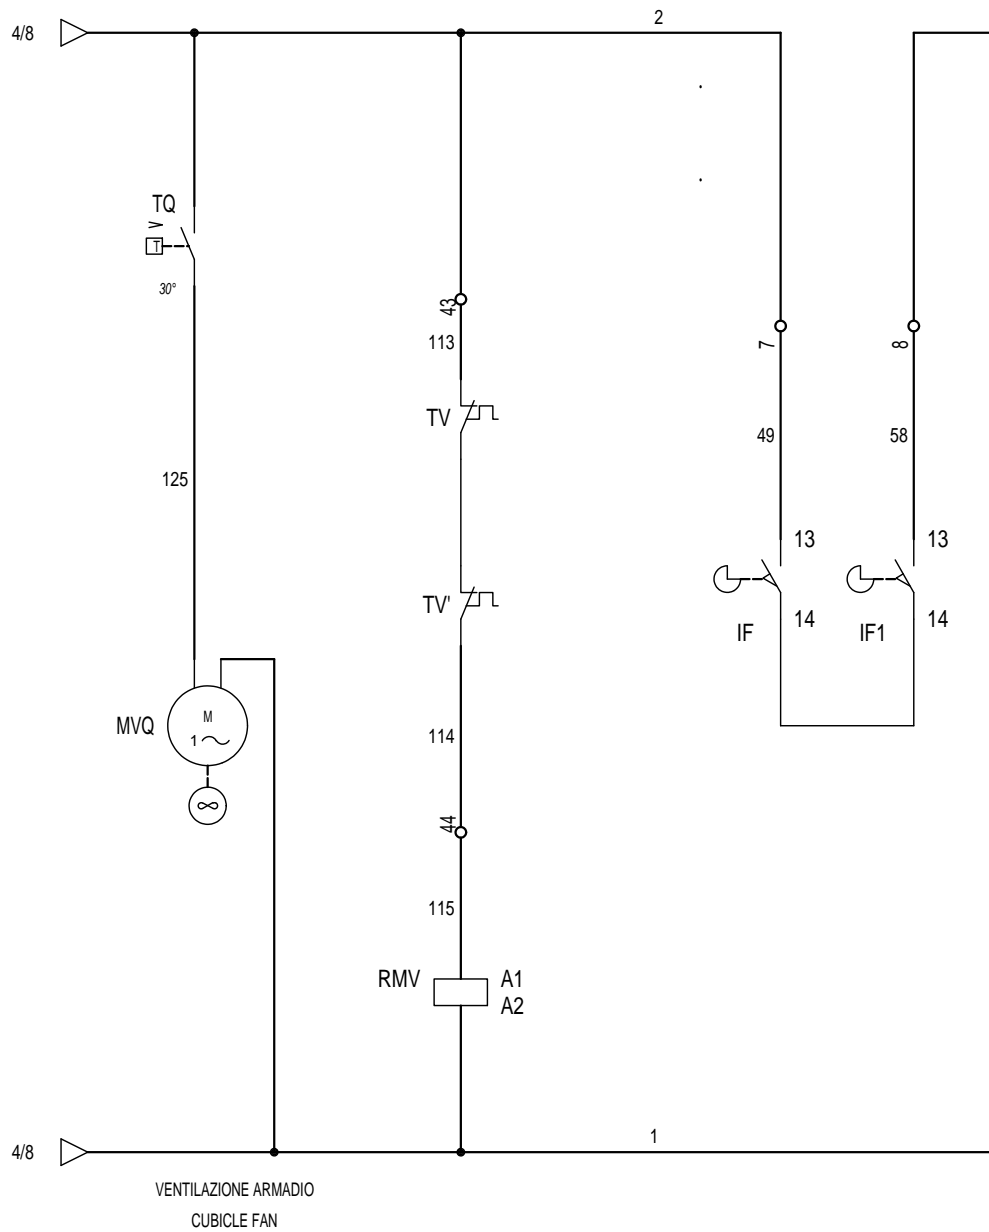 2
4/8
TQ
T
30°
43
113
7
8
TV
49
58
125
13
13
TV'
14
14
IF
IF1
MVQ
M
1
114
44
115
RMV
A1
A2
1
4/8
VENTILAZIONE ARMADIO
CUBICLE FAN